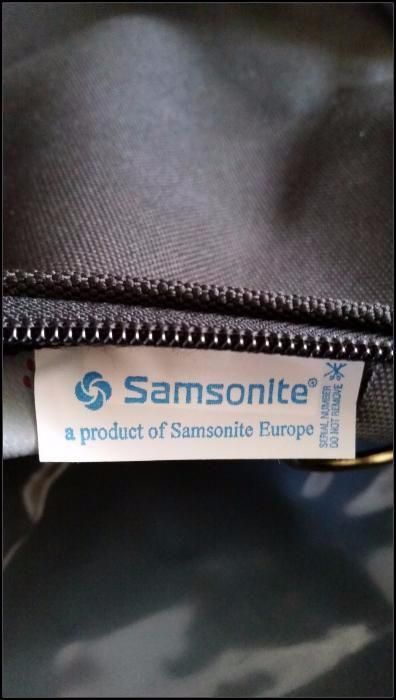 Samsonite®
a product of Samsonite Europe
SERIAL NUMBER
DO NOT REMOVE